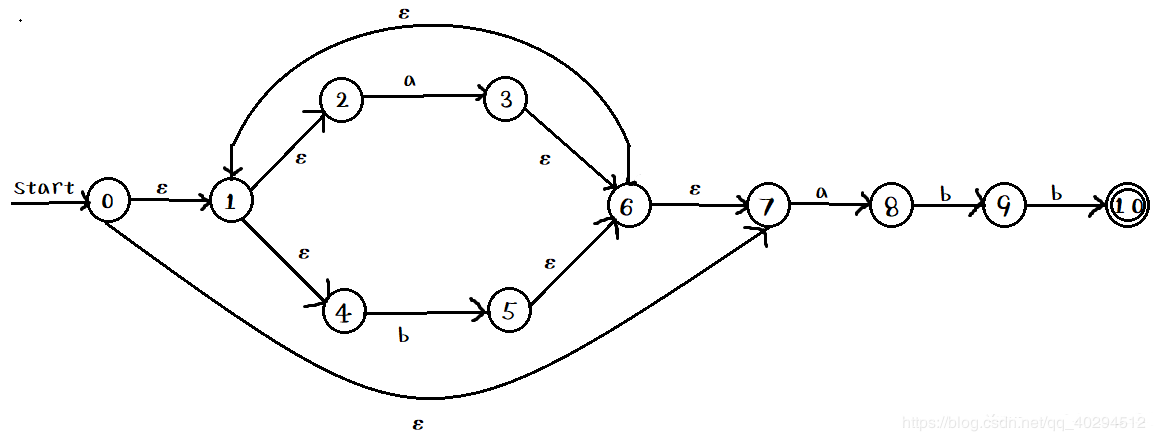 ε
2 a 3
ε ε
start 0 ε 1 6 ε 7 a 8 b 9 b 10
ε ε
4 b 5
ε
https://blog.csdn.net/qq_40294512